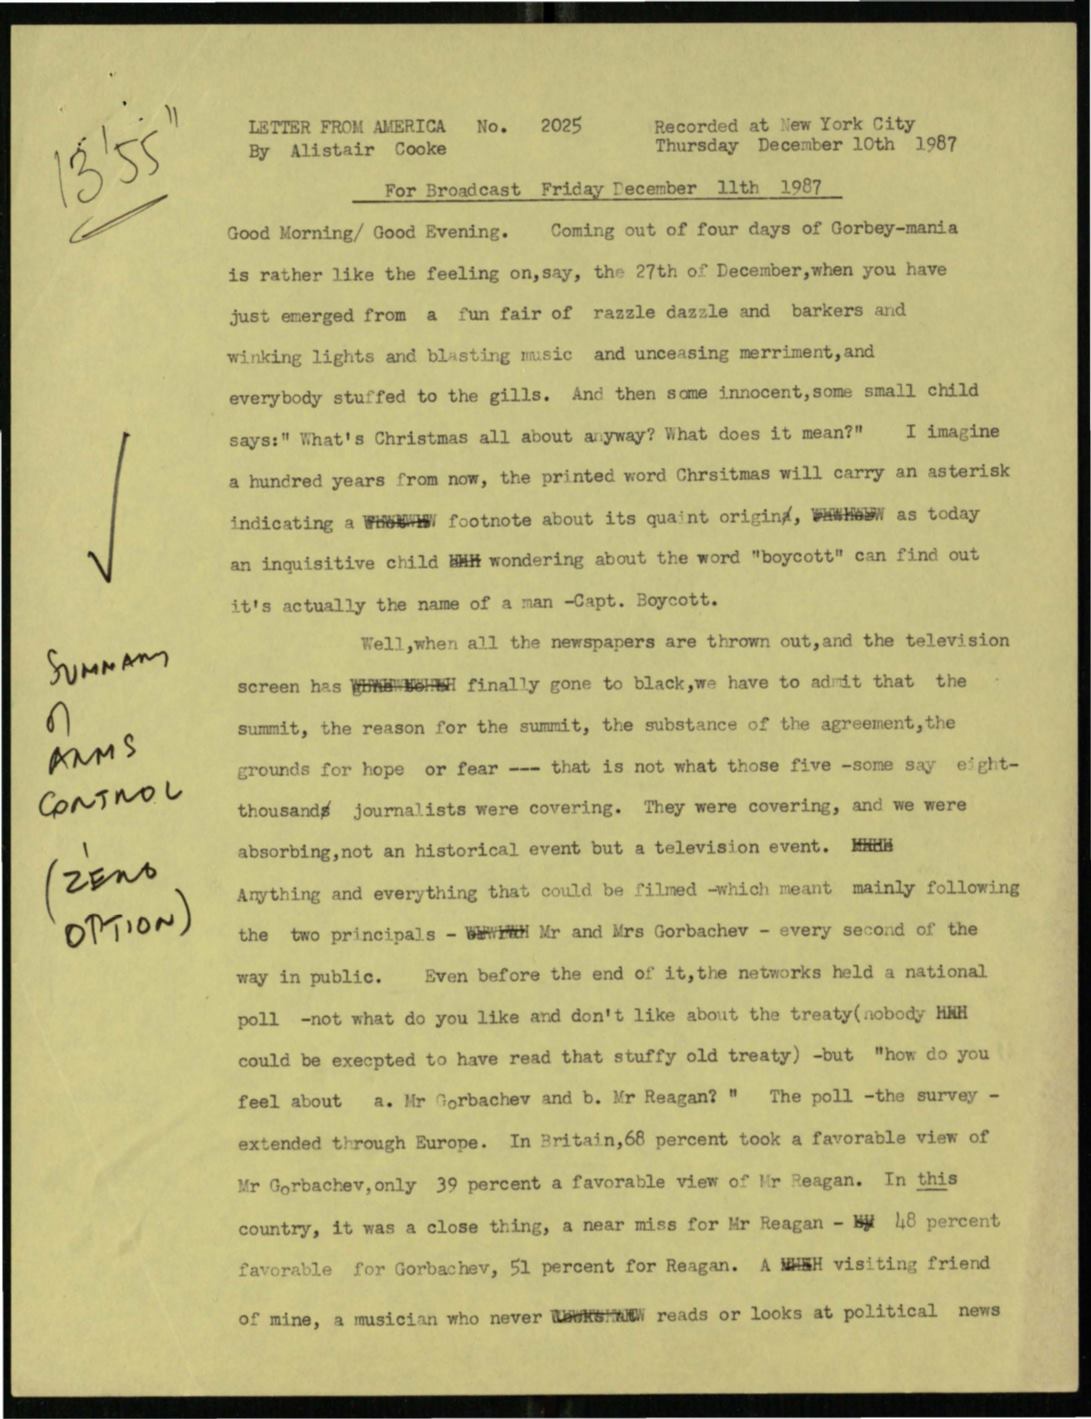 13'55"
LETTER FROM AMERICA No. 2025 Recorded at New York City
By Alistair Cooke Thursday December 10th 1987
For Broadcast Friday December 11th 1987
Good Morning/ Good Evening. Coming out of four days of Gorbey-mania
is rather like the feeling on,say, the 27th of December,when you have
just emerged from a fun fair of razzle dazzle and barkers and
winking lights and blasting music and unceasing merriment,and
everybody stuffed to the gills. And then some innocent,some small child
says:" What's Christmas all about anyway? What does it mean?" I imagine
a hundred years from now, the printed word Chrsitmas will carry an asterisk
indicating a footnote about its quaint origin, as today
an inquisitive child wondering about the word "boycott" can find out
it's actually the name of a man -Capt. Boycott.
Well,when all the newspapers are thrown out,and the television
screen has finally gone to black,we have to admit that the
summit, the reason for the summit, the substance of the agreement,the
grounds for hope or fear --- that is not what those five -some say eight-
thousand journalists were covering. They were covering, and we were
absorbing,not an historical event but a television event.
Anything and everything that could be filmed -which meant mainly following
the two principals - Mr and Mrs Gorbachev - every second of the
way in public. Even before the end of it,the networks held a national
poll -not what do you like and don't like about the treaty(nobody
could be execpted to have read that stuffy old treaty) -but "how do you
feel about a. Mr Gorbachev and b. Mr Reagan? " The poll -the survey -
extended through Europe. In Britain,68 percent took a favorable view of
Mr Gorbachev,only 39 percent a favorable view of Mr Reagan. In this
country, it was a close thing, a near miss for Mr Reagan - 48 percent
favorable for Gorbachev, 51 percent for Reagan. A visiting friend
of mine, a musician who never reads or looks at political news
SUMMARY
of
ARMS
CONTROL
(ZERO
OPTION)